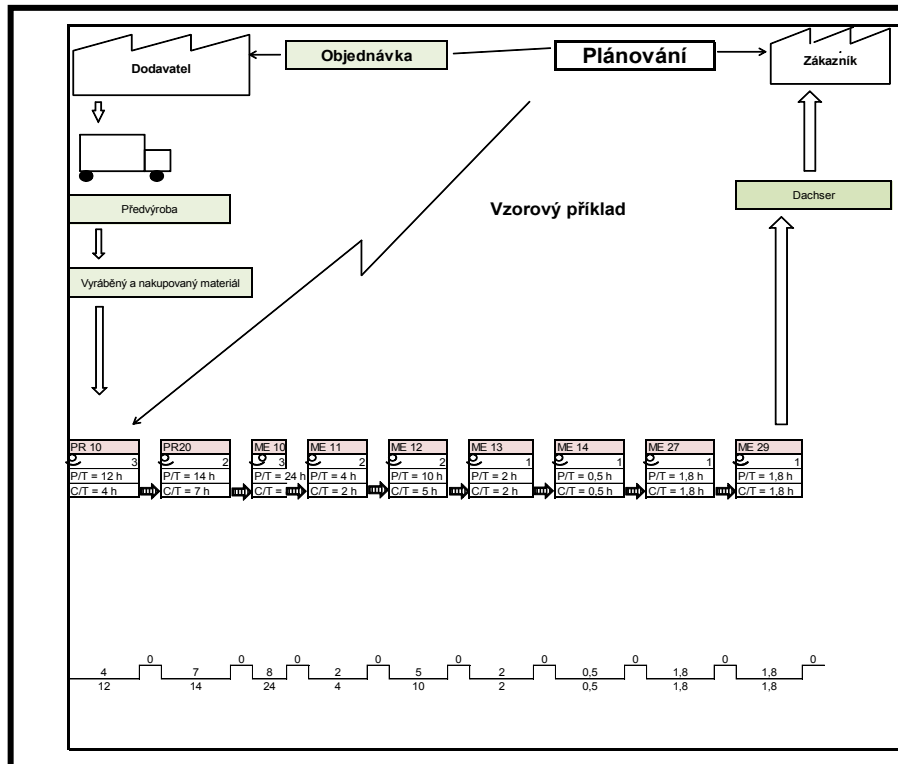 Dodavatel
Objednávka
Plánování
Zákazník
Předvýroba
Dachser
Vzorový příklad
Vyráběný a nakupovaný materiál
PR 10
3
P/T = 12 h
C/T = 4 h
PR20
2
P/T = 14 h
C/T = 7 h
ME 10
3
P/T = 24 h
C/T =
ME 11
2
P/T = 4 h
C/T = 2 h
ME 12
2
P/T = 10 h
C/T = 5 h
ME 13
1
P/T = 2 h
C/T = 2 h
ME 14
1
P/T = 0,5 h
C/T = 0,5 h
ME 27
1
P/T = 1,8 h
C/T = 1,8 h
ME 29
1
P/T = 1,8 h
C/T = 1,8 h
0 0 0 0 0 0 0 0 0
4 7 8 2 5 2 0,5 1,8 1,8
12 14 24 4 10 2 0,5 1,8 1,8